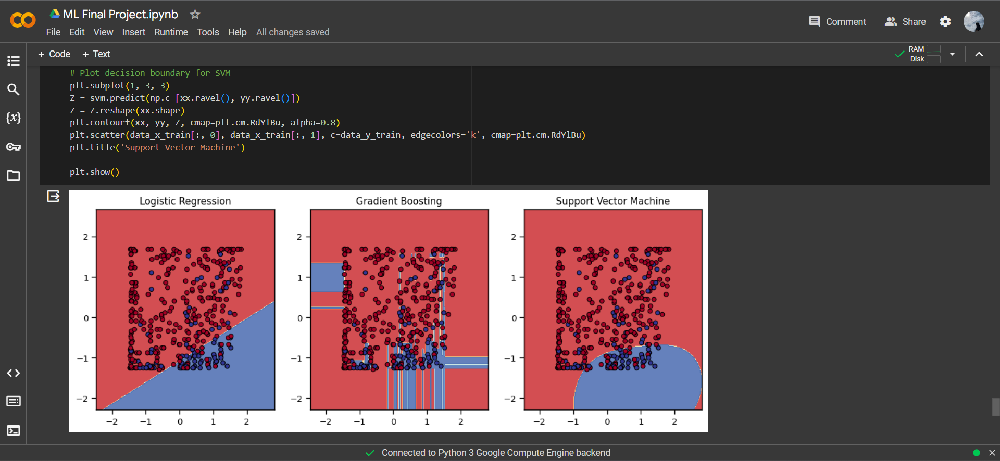 ML Final Project.ipynb
File Edit View Insert Runtime Tools Help All changes saved
Comment
Share
+ Code + Text
RAM
Disk
{x}
# Plot decision boundary for SVM
plt.subplot(1, 3, 3)
Z = svm.predict(np.c_[xx.ravel(), yy.ravel()])
Z = Z.reshape(xx.shape)
plt.contourf(xx, yy, Z, cmap=plt.cm.RdYlBu, alpha=0.8)
plt.scatter(data_x_train[:, 0], data_x_train[:, 1], c=data_y_train, edgecolors='k', cmap=plt.cm.RdYlBu)
plt.title('Support Vector Machine')
plt.show()
Logistic Regression
2
1
0
−1
−2
−2 −1 0 1 2
Gradient Boosting
2
1
0
−1
−2
−2 −1 0 1 2
Support Vector Machine
2
1
0
−1
−2
−2 −1 0 1 2
Connected to Python 3 Google Compute Engine backend